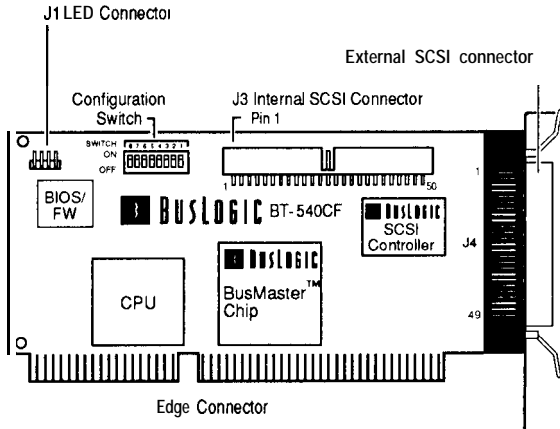 J1 LED Connector
External SCSI connector
Configuration
Switch
J3 Internal SCSI Connector
Pin 1
SWITCH 8 7 6 5 4 3 2 1
ON
OFF
1
50
1
BIOS/
FW
BUSLOGIC BT-540CF
BUSLOGIC
SCSI
Controller
J4
CPU
BUSLOGIC
BusMaster™
Chip
49
Edge Connector